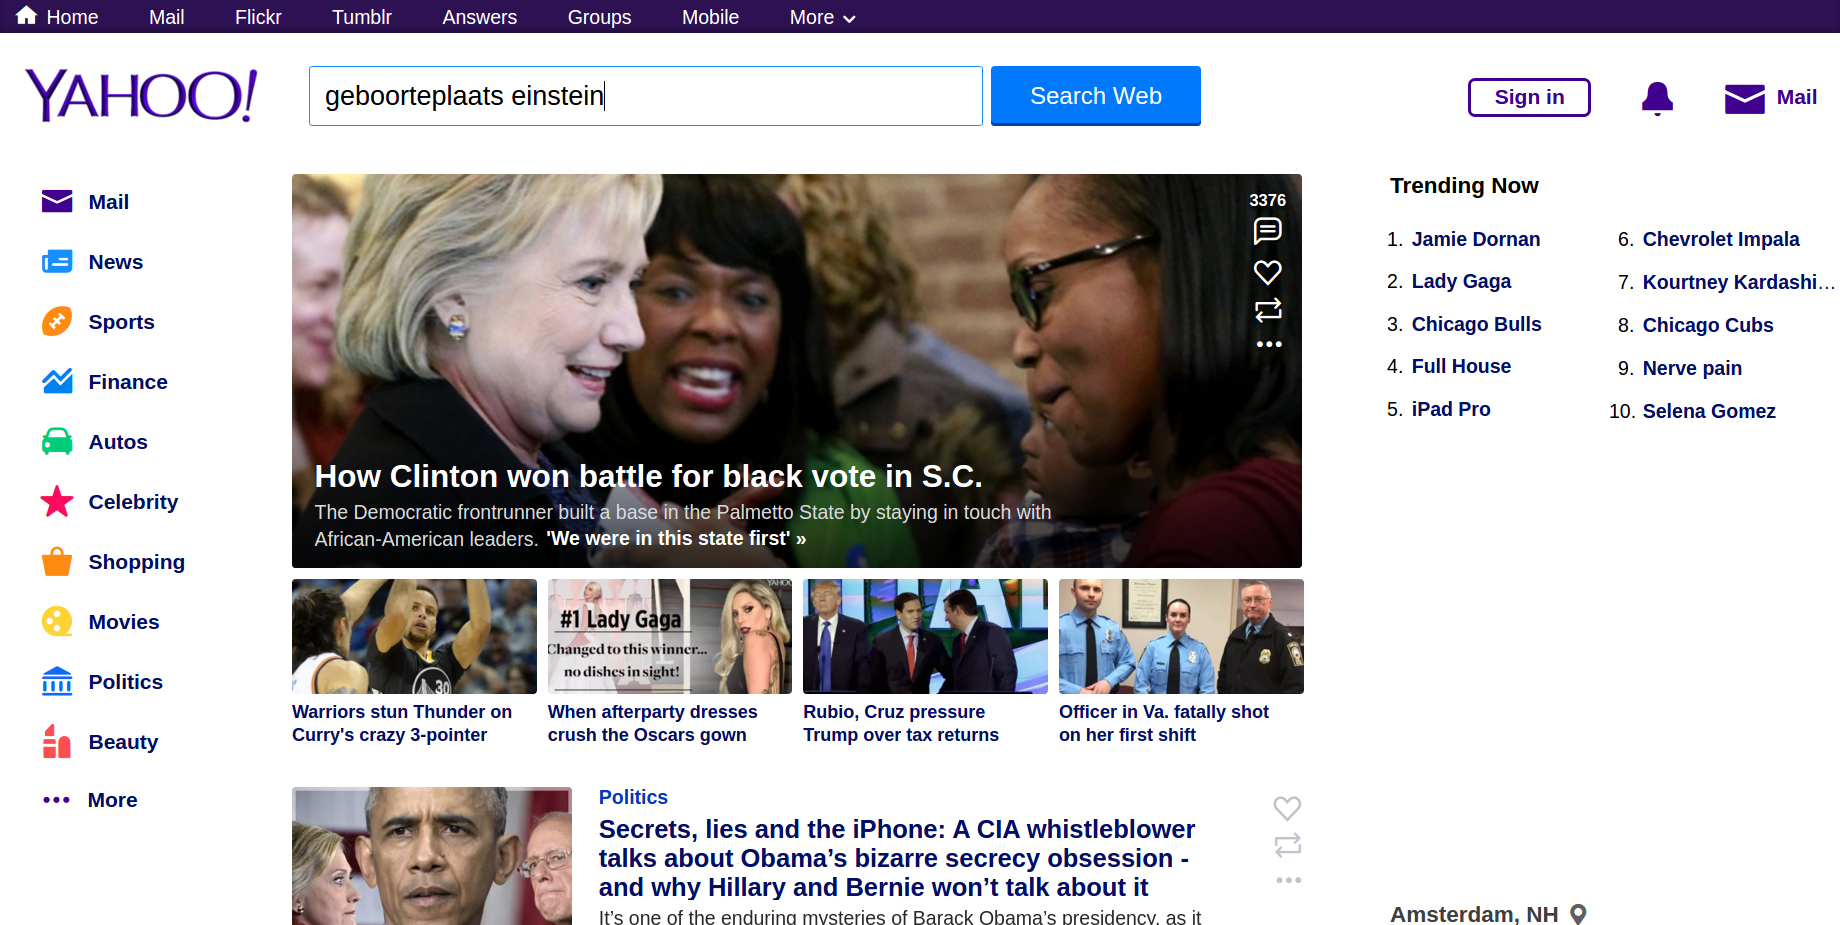 Home Mail Flickr Tumblr Answers Groups Mobile More
YAHOO!
geboorteplaats einstein
Search Web
Sign in
Mail
Mail
News
Sports
Finance
Autos
Celebrity
Shopping
Movies
Politics
Beauty
More
3376
How Clinton won battle for black vote in S.C.
The Democratic frontrunner built a base in the Palmetto State by staying in touch with
African-American leaders. 'We were in this state first' »
30
YAHOO
#1 Lady Gaga
Changed to this winner...
no dishes in sight!
Warriors stun Thunder on
Curry's crazy 3-pointer
When afterparty dresses
crush the Oscars gown
Rubio, Cruz pressure
Trump over tax returns
Officer in Va. fatally shot
on her first shift
Politics
Secrets, lies and the iPhone: A CIA whistleblower
talks about Obama’s bizarre secrecy obsession -
and why Hillary and Bernie won’t talk about it
It’s one of the enduring mysteries of Barack Obama’s presidency, as it
Trending Now
1. Jamie Dornan
2. Lady Gaga
3. Chicago Bulls
4. Full House
5. iPad Pro
6. Chevrolet Impala
7. Kourtney Kardashi...
8. Chicago Cubs
9. Nerve pain
10. Selena Gomez
Amsterdam, NH